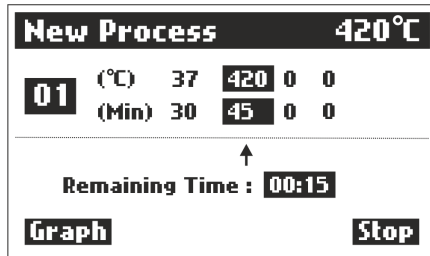 New Process 420°C
01 (°C) 37 420 0 0
(Min) 30 45 0 0
Remaining Time : 00:15
Graph Stop